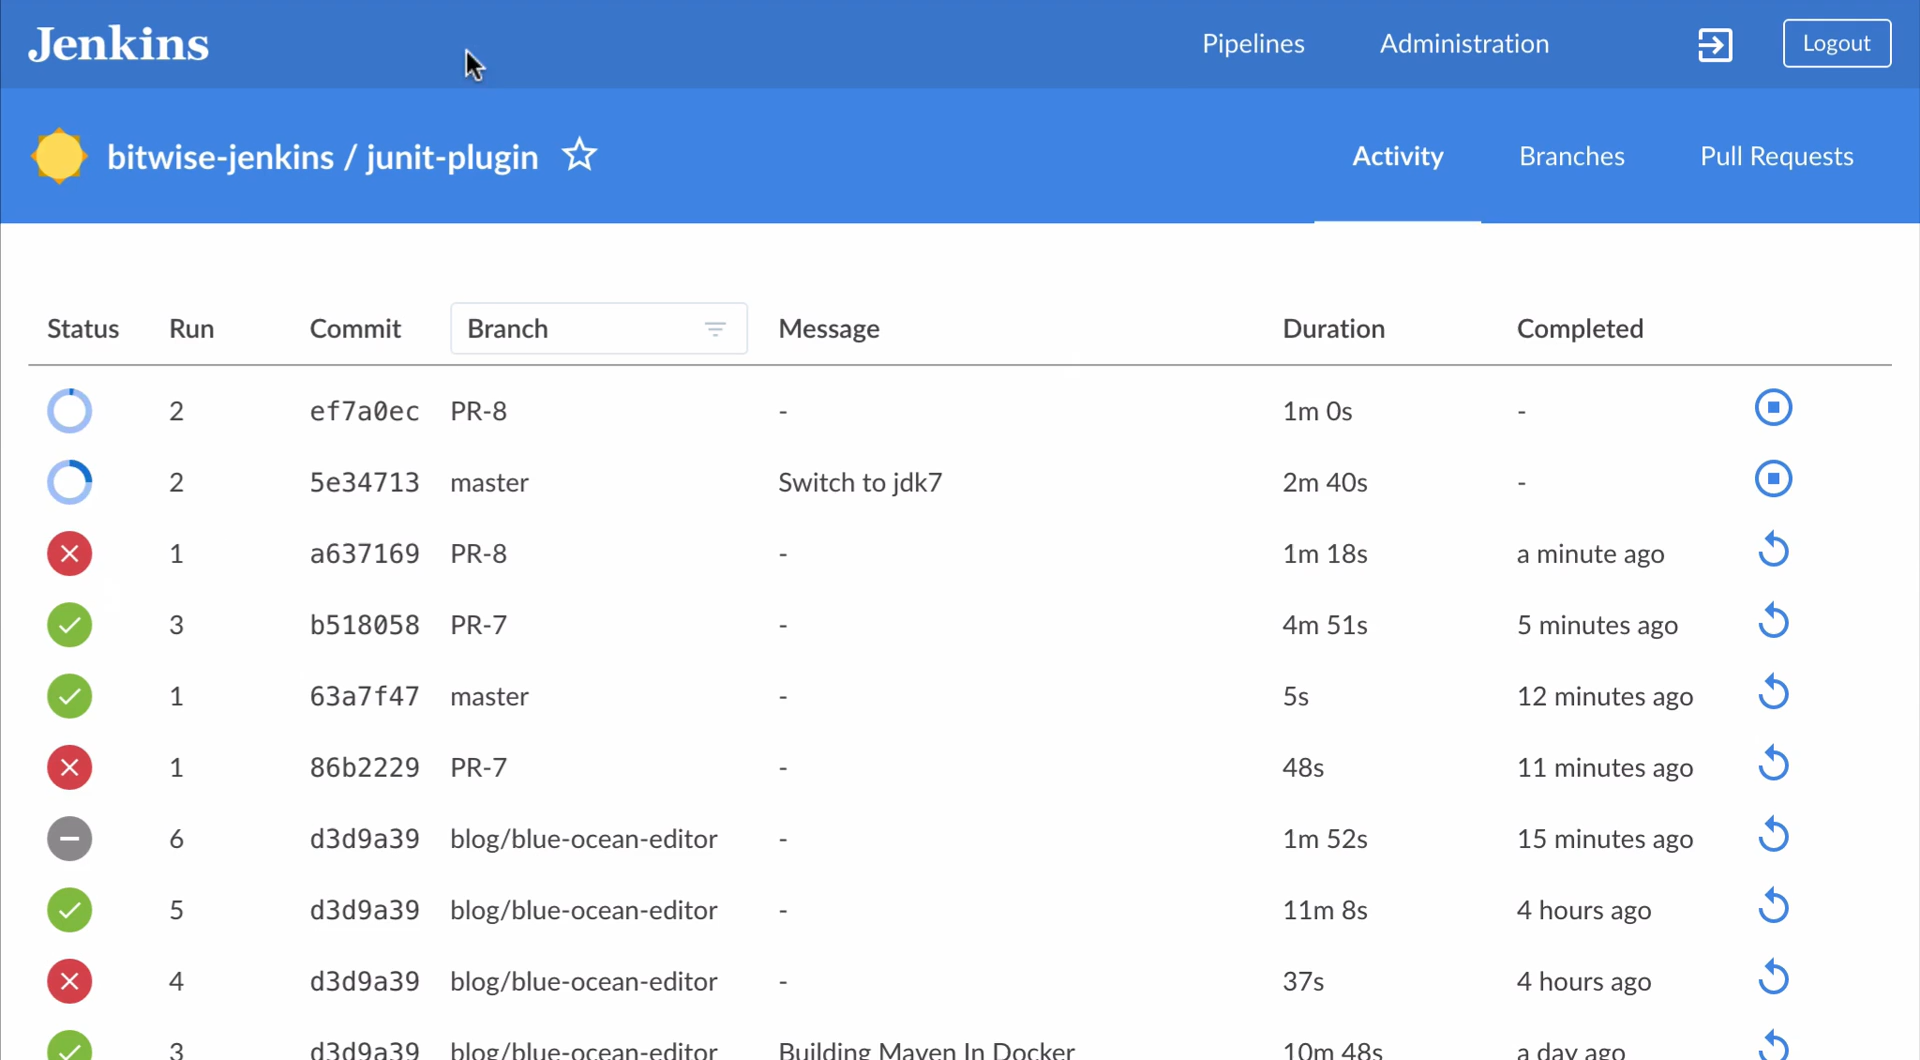 Jenkins Pipelines Administration Logout
bitwise-jenkins / junit-plugin Activity Branches Pull Requests
Status Run Commit Branch Message Duration Completed
2 ef7a0ec PR-8 - 1m 0s -
2 5e34713 master Switch to jdk7 2m 40s -
1 a637169 PR-8 - 1m 18s a minute ago
3 b518058 PR-7 - 4m 51s 5 minutes ago
1 63a7f47 master - 5s 12 minutes ago
1 86b2229 PR-7 - 48s 11 minutes ago
6 d3d9a39 blog/blue-ocean-editor - 1m 52s 15 minutes ago
5 d3d9a39 blog/blue-ocean-editor - 11m 8s 4 hours ago
4 d3d9a39 blog/blue-ocean-editor - 37s 4 hours ago
3 d3d9a39 blog/blue-ocean-editor Building Maven In Docker 10m 48s a day ago